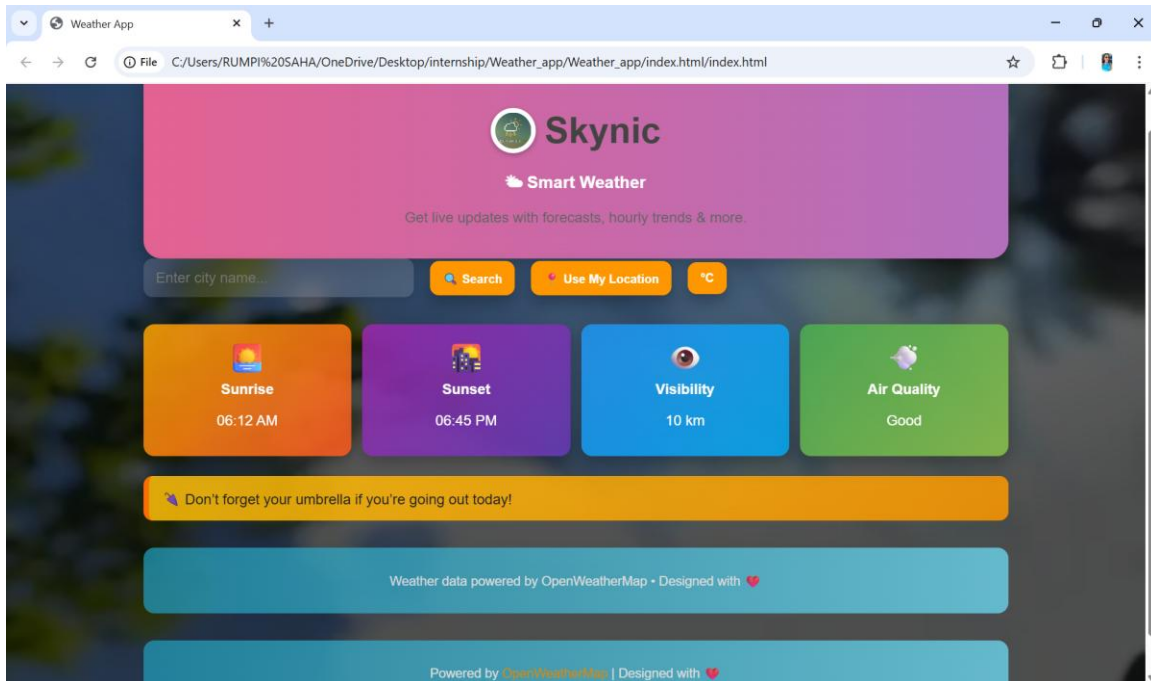 Weather App
File C:/Users/RUMPI%20SAHA/OneDrive/Desktop/internship/Weather_app/Weather_app/index.html/index.html
Skynic
Smart Weather
Get live updates with forecasts, hourly trends & more.
Enter city name...
Search
Use My Location
°C
Sunrise
06:12 AM
Sunset
06:45 PM
Visibility
10 km
Air Quality
Good
Don't forget your umbrella if you're going out today!
Weather data powered by OpenWeatherMap • Designed with
Powered by OpenWeatherMap | Designed with